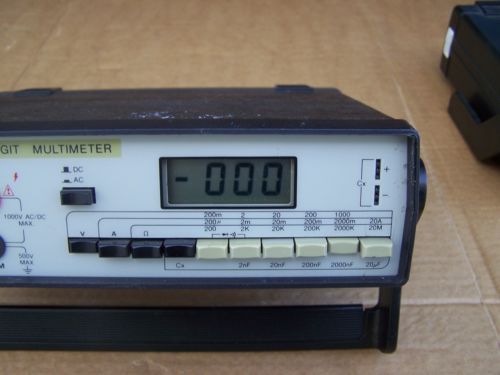 GIT MULTIMETER
DC
AC
- 000
+
Cx
-
1000V AC/DC
MAX.
500V
MAX
200m 2 20 200 1000
200µ 2m 20m 200m 2000m 20A
200 2K 20K 200K 2000K 20M
V A Ω
Cx 2nF 20nF 200nF 2000nF 20µF